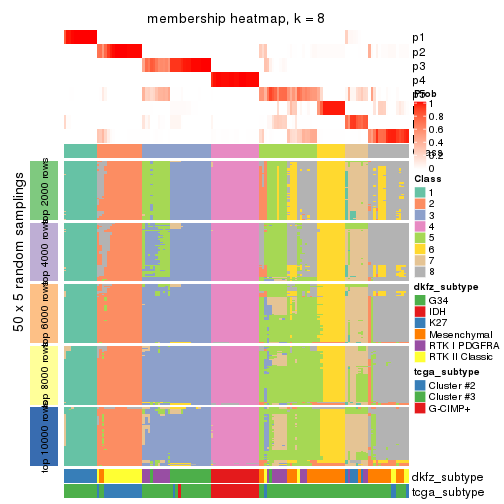 membership heatmap, k = 8
p1
p2
p3
p4
Prob
1
0.8
0.6
0.4
0.2
0
Class
1
2
3
4
5
6
7
8
50 x 5 random samplings
top 2000 rows
top 4000 rows
top 6000 rows
top 8000 rows
top 10000 rows
dkfz_subtype
G34
IDH
K27
Mesenchymal
RTK I PDGFRA
RTK II Classic
tcga_subtype
Cluster #2
Cluster #3
G-CIMP+
dkfz_subtype
tcga_subtype